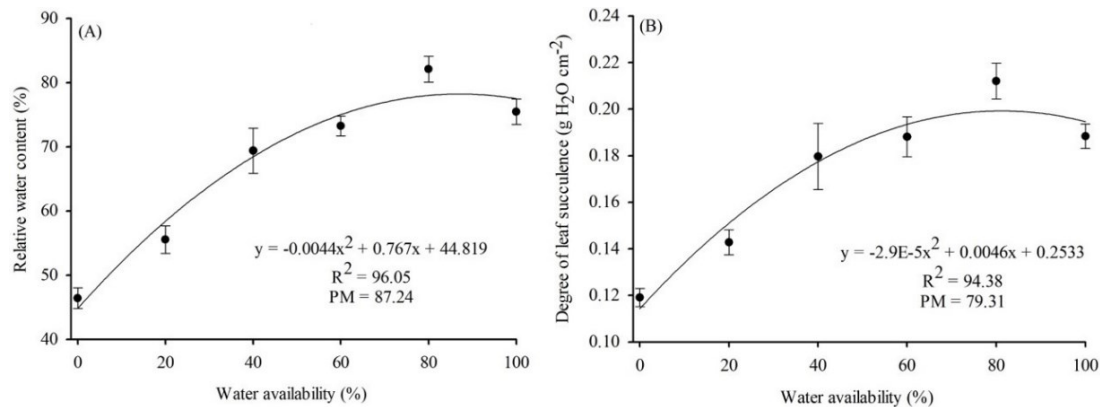 (A)
Relative water content (%)
90
80
70
60
50
40
y = -0.0044x² + 0.767x + 44.819
R² = 96.05
PM = 87.24
0 20 40 60 80 100
Water availability (%)
(B)
Degree of leaf succulence (g H₂O cm⁻²)
0.24
0.22
0.20
0.18
0.16
0.14
0.12
0.10
y = -2.9E-5x² + 0.0046x + 0.2533
R² = 94.38
PM = 79.31
0 20 40 60 80 100
Water availability (%)